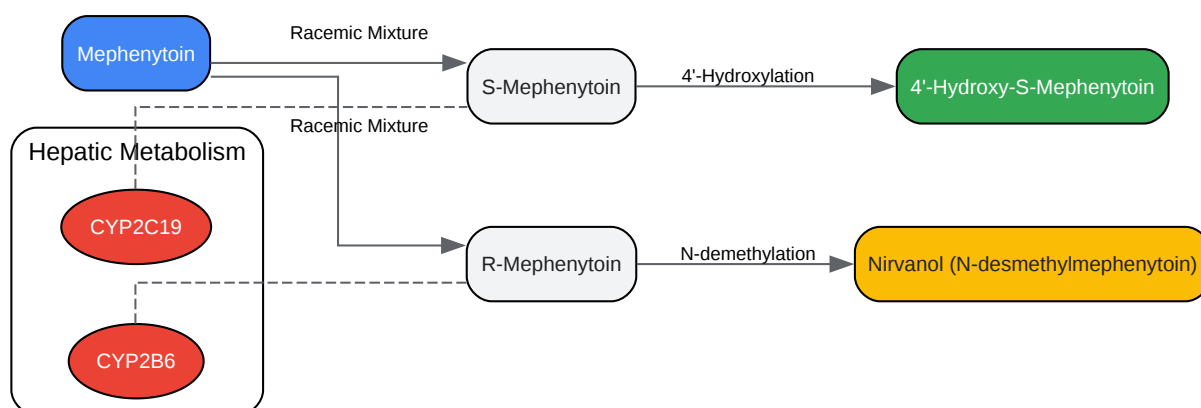 Mephenytoin
Racemic Mixture
S-Mephenytoin
4'-Hydroxylation
4'-Hydroxy-S-Mephenytoin
Racemic Mixture
Hepatic Metabolism
CYP2C19
R-Mephenytoin
N-demethylation
Nirvanol (N-desmethylmephenytoin)
CYP2B6